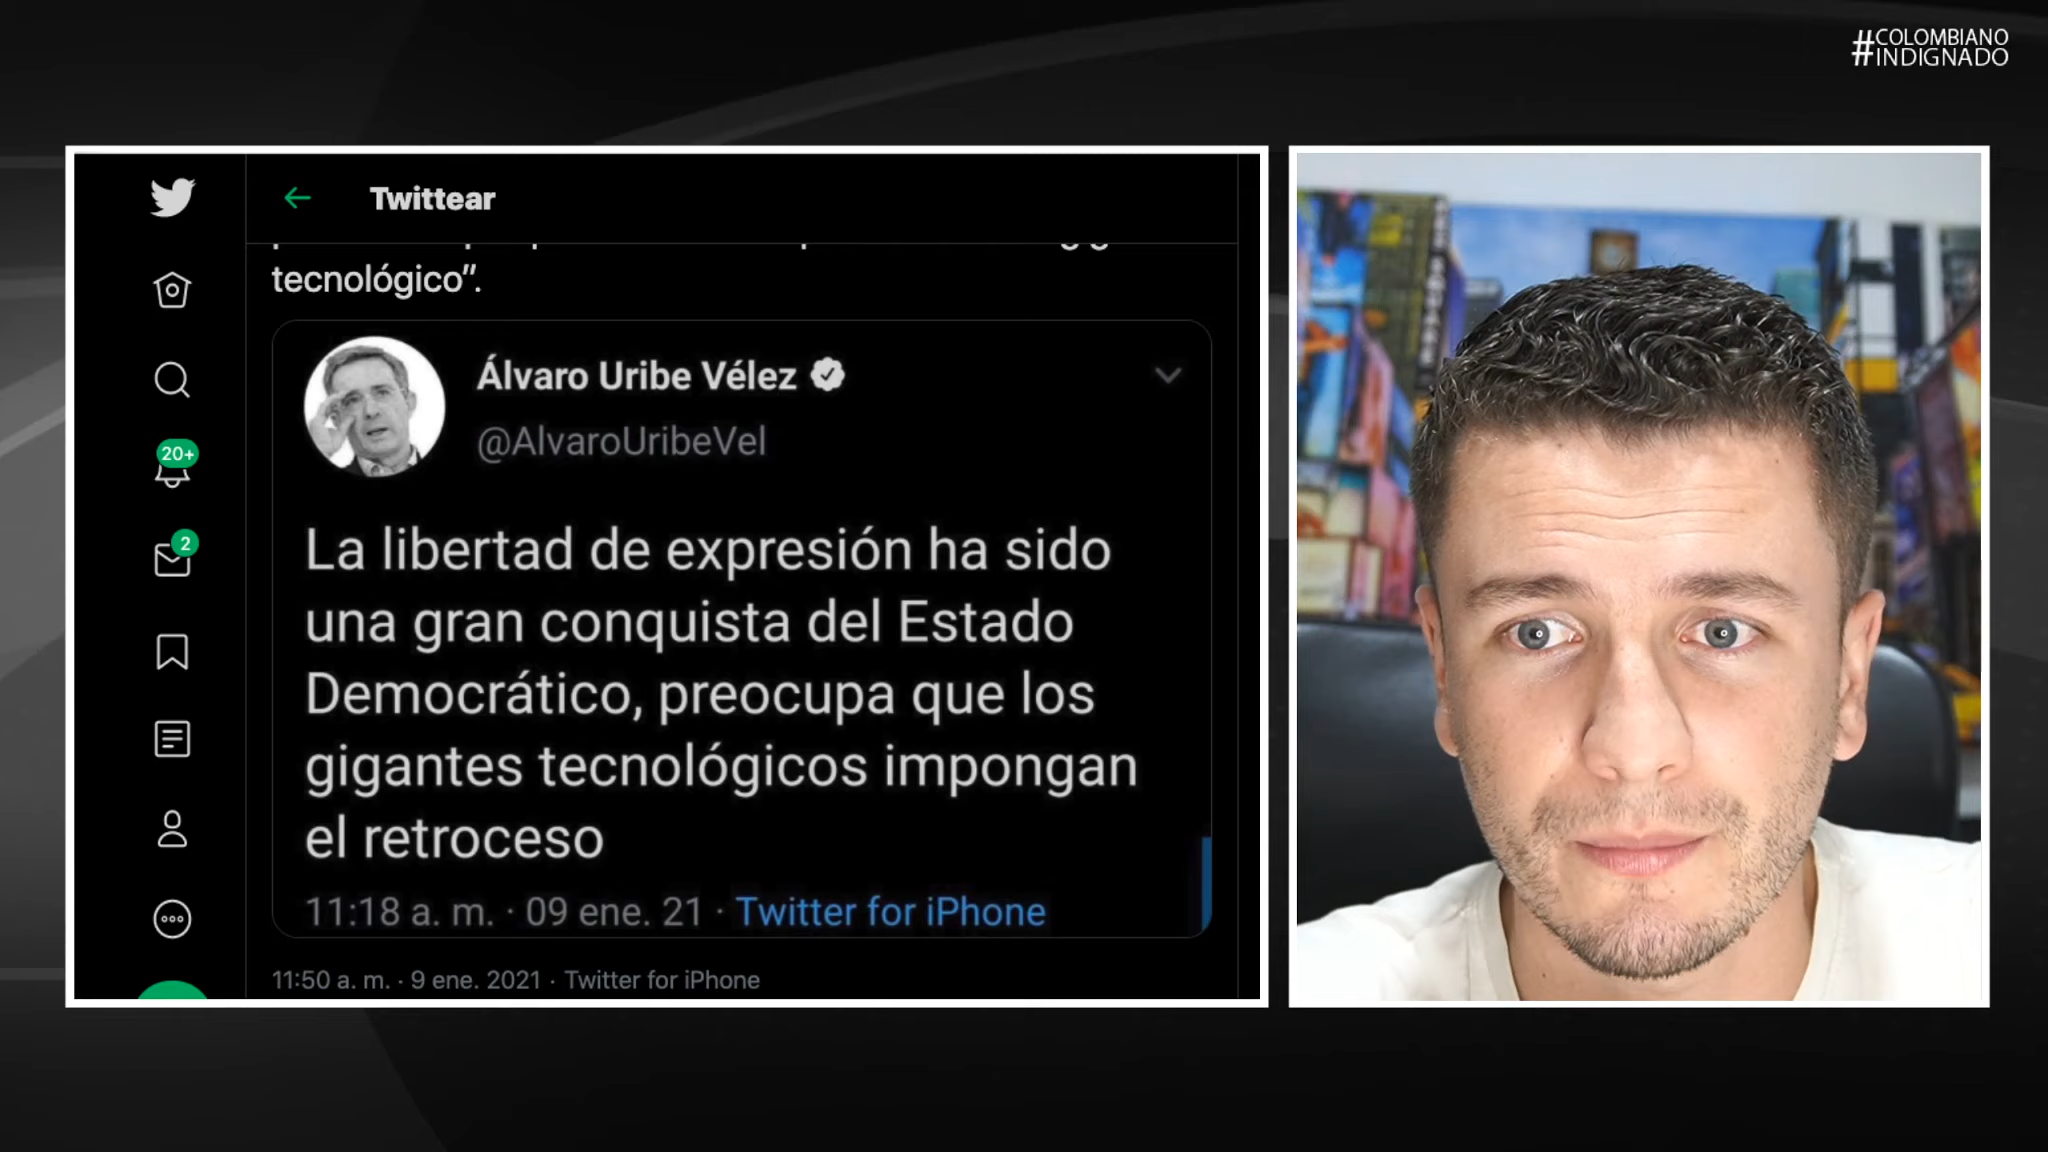 #COLOMBIANO
INDIGNADO
Twittear
tecnológico”.
Álvaro Uribe Vélez
@AlvaroUribeVel
20+
2
La libertad de expresión ha sido
una gran conquista del Estado
Democrático, preocupa que los
gigantes tecnológicos impongan
el retroceso
11:18 a. m. · 09 ene. 21 · Twitter for iPhone
11:50 a. m. · 9 ene. 2021 · Twitter for iPhone